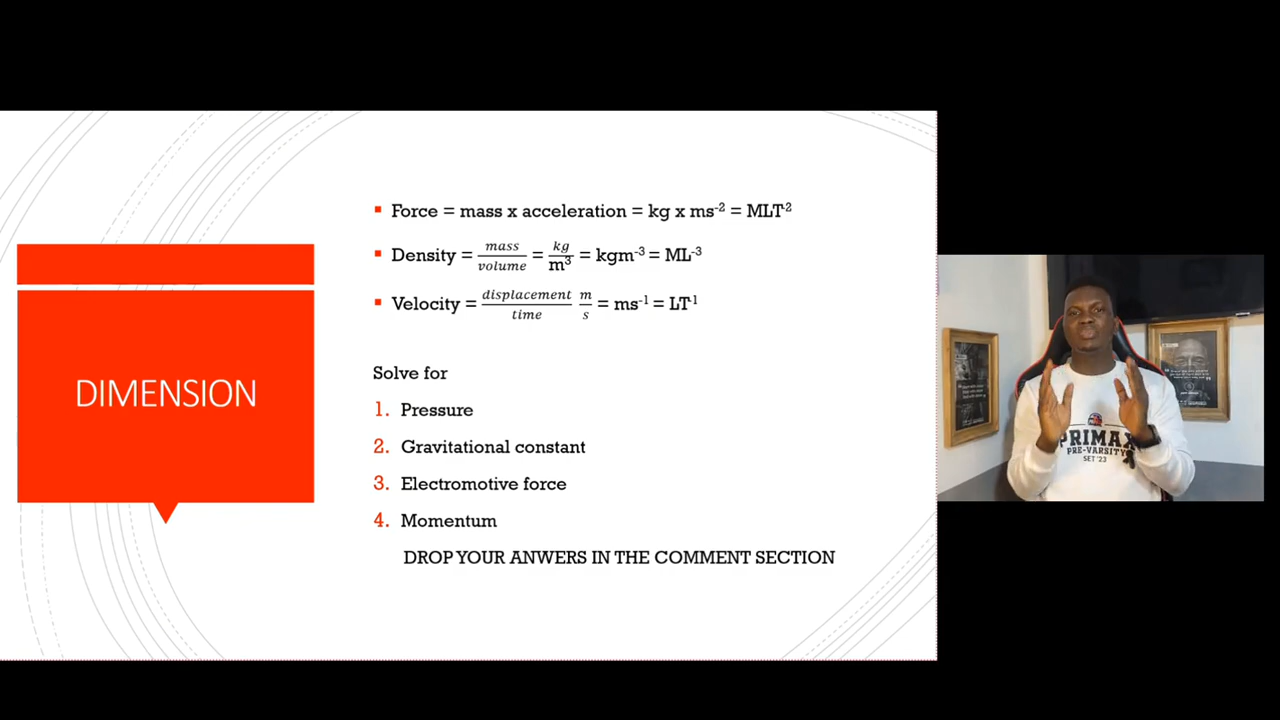 Force = mass x acceleration = kg x ms⁻² = MLT⁻²
Density = mass/volume = kg/m³ = kgm⁻³ = ML⁻³
Velocity = displacement/time m/s = ms⁻¹ = LT⁻¹
DIMENSION
Solve for
1. Pressure
2. Gravitational constant
3. Electromotive force
4. Momentum
DROP YOUR ANWERS IN THE COMMENT SECTION
PRIMAX
PRE-VARSITY
SET '23